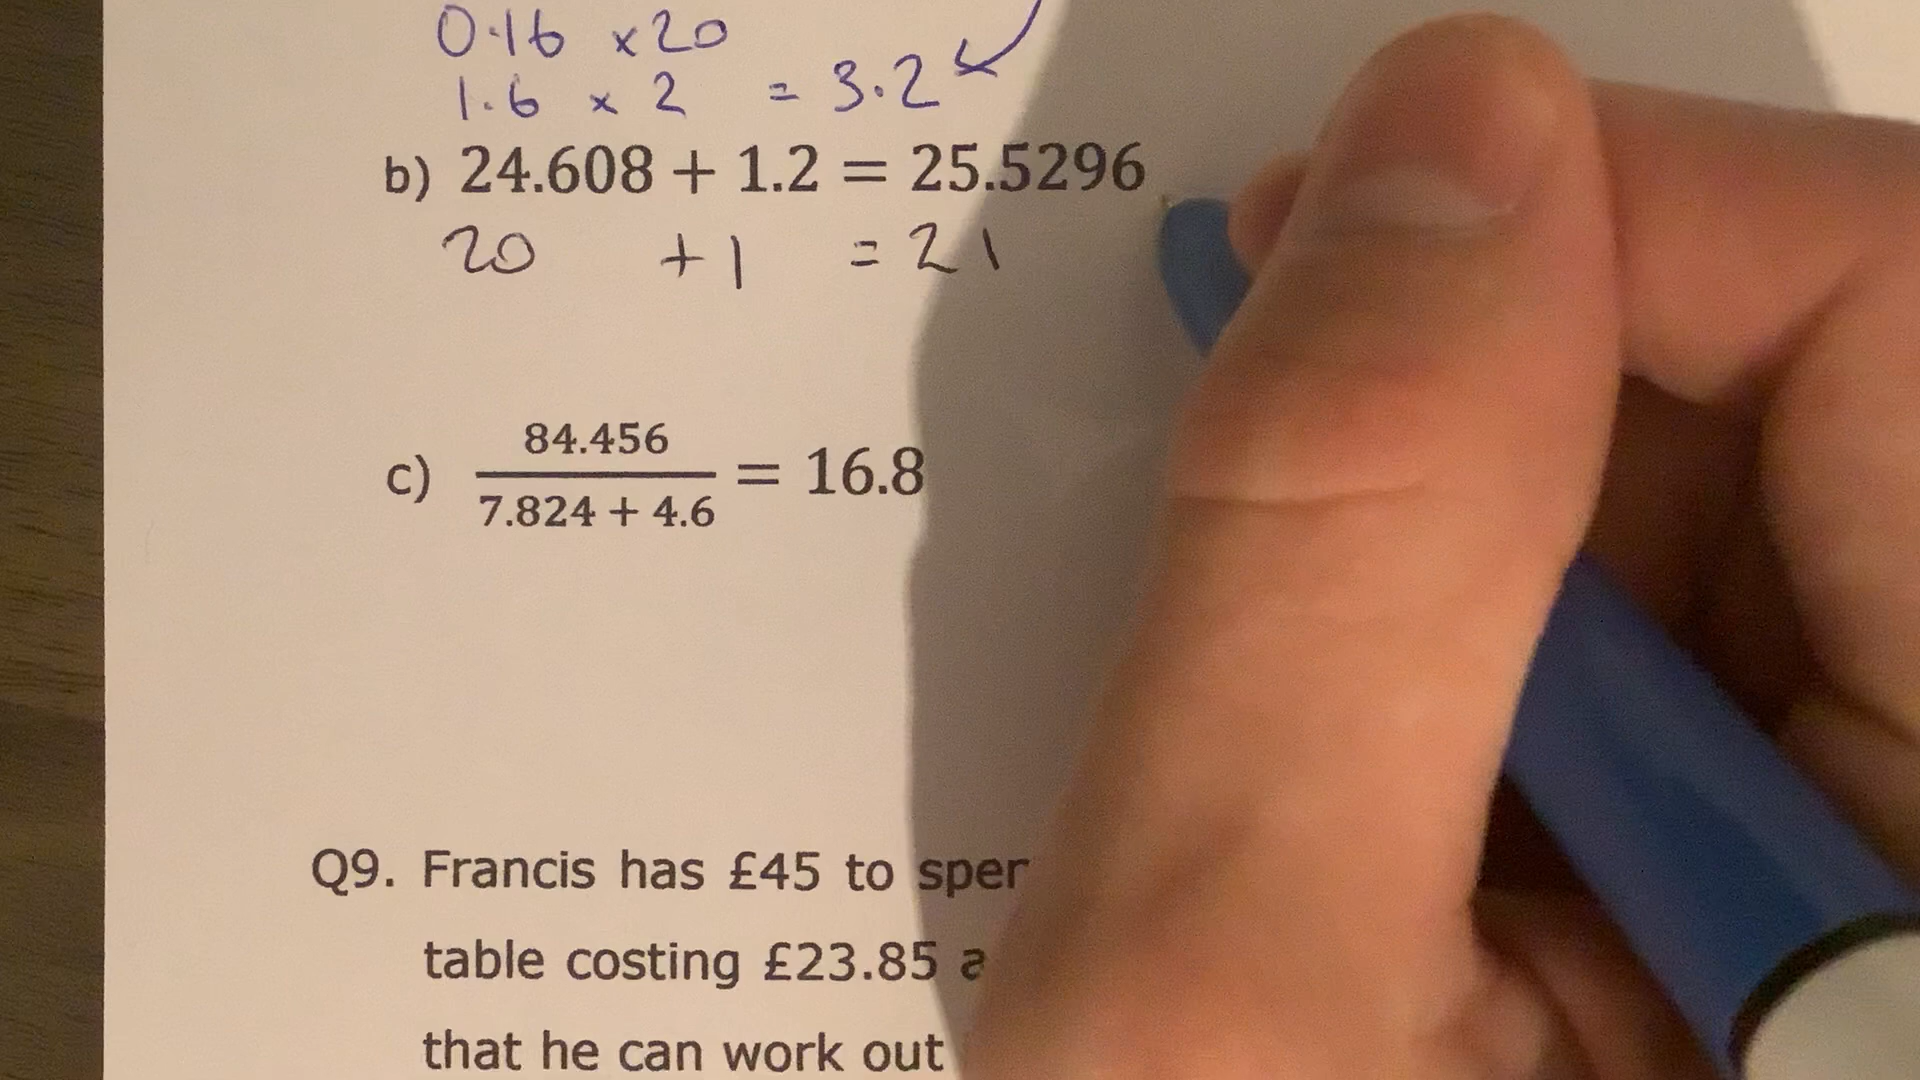 0.16 x 20
1.6 x 2 = 3.2
b) 24.608 + 1.2 = 25.5296
20 + 1 = 21
c) 84.456
7.824 + 4.6 = 16.8
Q9. Francis has £45 to
table costing £23.85
that he can work out